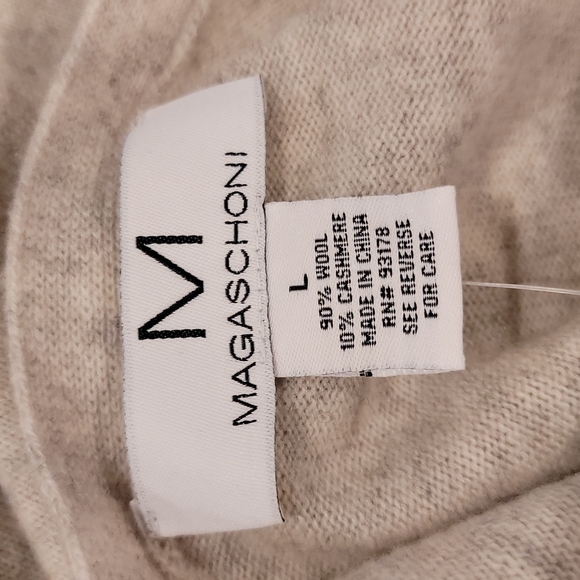 M
MAGASCHONI
L
90% WOOL
10% CASHMERE
MADE IN CHINA
RN# 93178
SEE REVERSE
FOR CARE